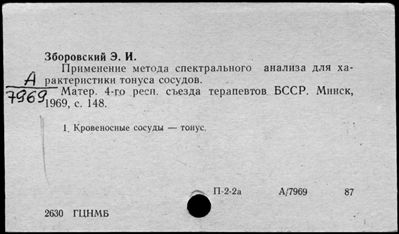 Зборовский Э. И.
Применение метода спектрального анализа для ха-
рактеристики тонуса сосудов.
А
7969
Матер. 4-го респ. съезда терапевтов БССР. Минск,
1969, с. 148.
1. Кровеносные сосуды — тонус.
П-2-2а А/7969 87
2630 ГЦНМБ